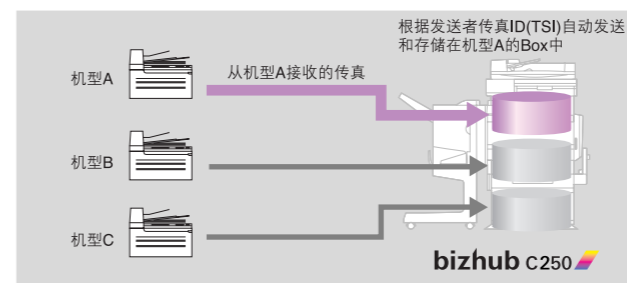 根据发送者传真ID(TSI)自动发送
和存储在机型A的Box中
机型A
从机型A接收的传真
机型B
机型C
bizhub C250